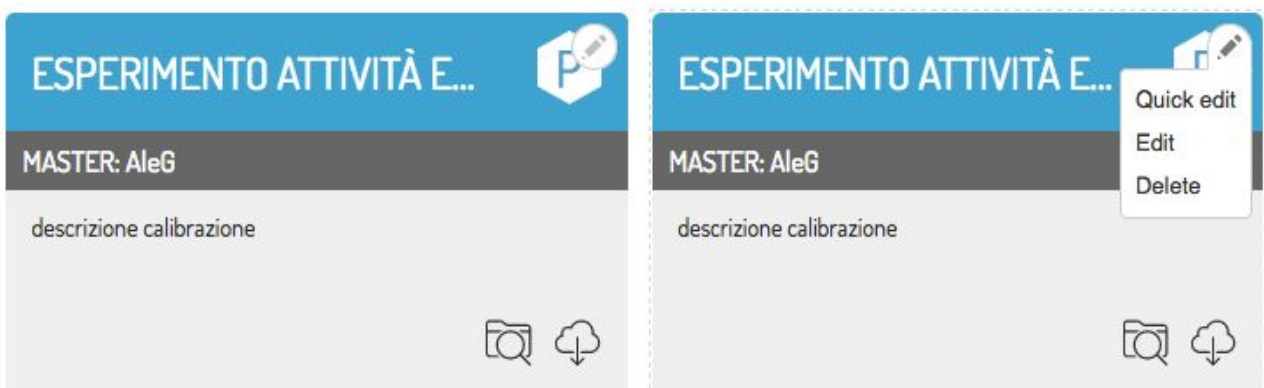 ESPERIMENTO ATTIVITÀ E...
P
MASTER: AleG
descrizione calibrazione
ESPERIMENTO ATTIVITÀ E...
Quick edit
Edit
Delete
MASTER: AleG
descrizione calibrazione